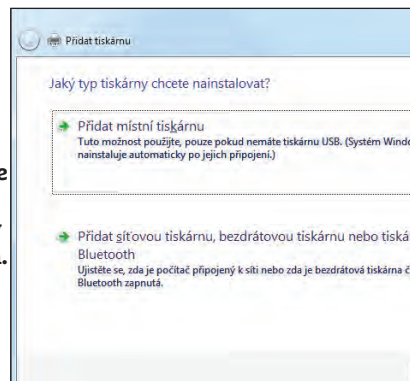 Přidat tiskárnu
Jaký typ tiskárny chcete nainstalovat?
Přidat místní tiskárnu
Tuto možnost použijte, pouze pokud nemáte tiskárnu USB. (Systém
nainstaluje automaticky po jejich připojení.)
Přidat síťovou tiskárnu, bezdrátovou tiskárnu nebo
Bluetooth
Ujistěte se, zda je počítač připojený k síti nebo zda je bezdrátová tiskárna
Bluetooth zapnutá.